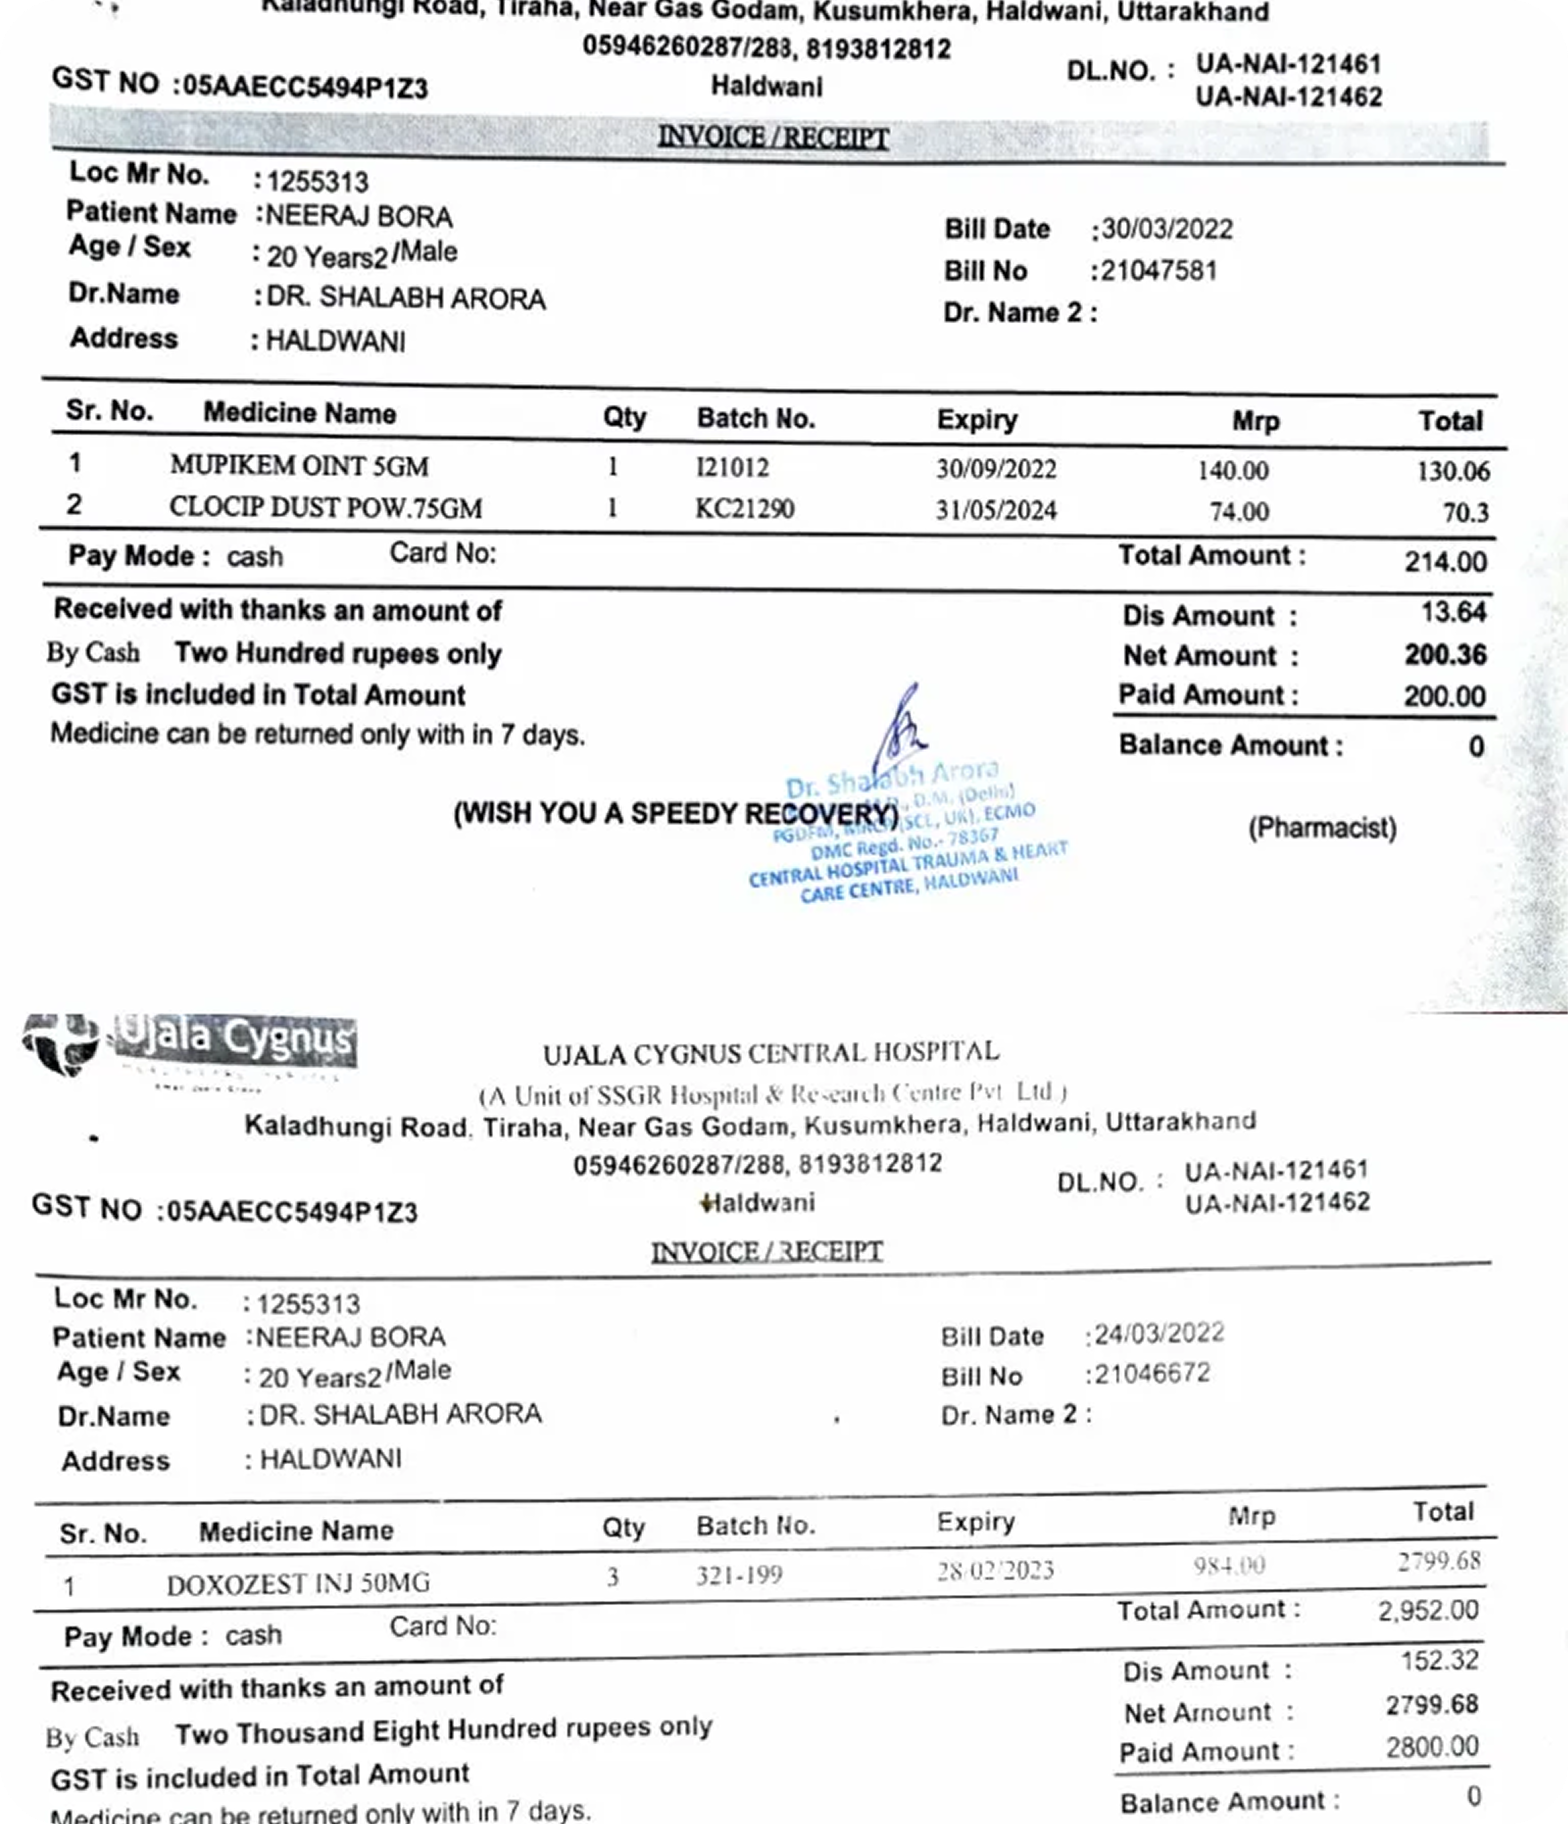 Kaladhungi Road, Tiraha, Near Gas Godam, Kusumkhera, Haldwani, Uttarakhand
05946260287/288, 8193812812
GST NO :05AAECC5494P1Z3 Haldwani DL.NO. : UA-NAI-121461
UA-NAI-121462
INVOICE/RECEIPT
Loc Mr No. :1255313
Patient Name :NEERAJ BORA Bill Date :30/03/2022
Age / Sex : 20 Years2/Male Bill No :21047581
Dr.Name :DR. SHALABH ARORA Dr. Name 2 :
Address : HALDWANI
Sr. No. Medicine Name Qty Batch No. Expiry Mrp Total
1 MUPIKEM OINT 5GM 1 I21012 30/09/2022 140.00 130.06
2 CLOCIP DUST POW.75GM 1 KC21290 31/05/2024 74.00 70.3
Pay Mode : cash Card No: Total Amount : 214.00
Received with thanks an amount of Dis Amount : 13.64
By Cash Two Hundred rupees only Net Amount : 200.36
GST is included in Total Amount Paid Amount : 200.00
Medicine can be returned only with in 7 days. Balance Amount : 0
Dr. Shalabh Arora
(WISH YOU A SPEEDY RECOVERY) D.M. (Delhi) (Pharmacist)
(SCE, UK), ECMO
DMC Regd. No.- 78367
CENTRAL HOSPITAL TRAUMA & HEART
CARE CENTRE, HALDWANI
Ujala Cygnus
UJALA CYGNUS CENTRAL HOSPITAL
(A Unit of SSGR Hospital & Research Centre Pvt Ltd.)
Kaladhungi Road, Tiraha, Near Gas Godam, Kusumkhera, Haldwani, Uttarakhand
05946260287/288, 8193812812
GST NO :05AAECC5494P1Z3 Haldwani DL.NO. : UA-NAI-121461
UA-NAI-121462
INVOICE/RECEIPT
Loc Mr No. :1255313
Patient Name :NEERAJ BORA Bill Date :24/03/2022
Age / Sex : 20 Years2/Male Bill No :21046672
Dr.Name :DR. SHALABH ARORA Dr. Name 2 :
Address : HALDWANI
Sr. No. Medicine Name Qty Batch No. Expiry Mrp Total
1 DOXOZEST INJ 50MG 3 321-199 28/02/2023 984.00 2799.68
Pay Mode : cash Card No: Total Amount : 2,952.00
Received with thanks an amount of Dis Amount : 152.32
By Cash Two Thousand Eight Hundred rupees only Net Amount : 2799.68
GST is included in Total Amount Paid Amount : 2800.00
Medicine can be returned only with in 7 days. Balance Amount : 0